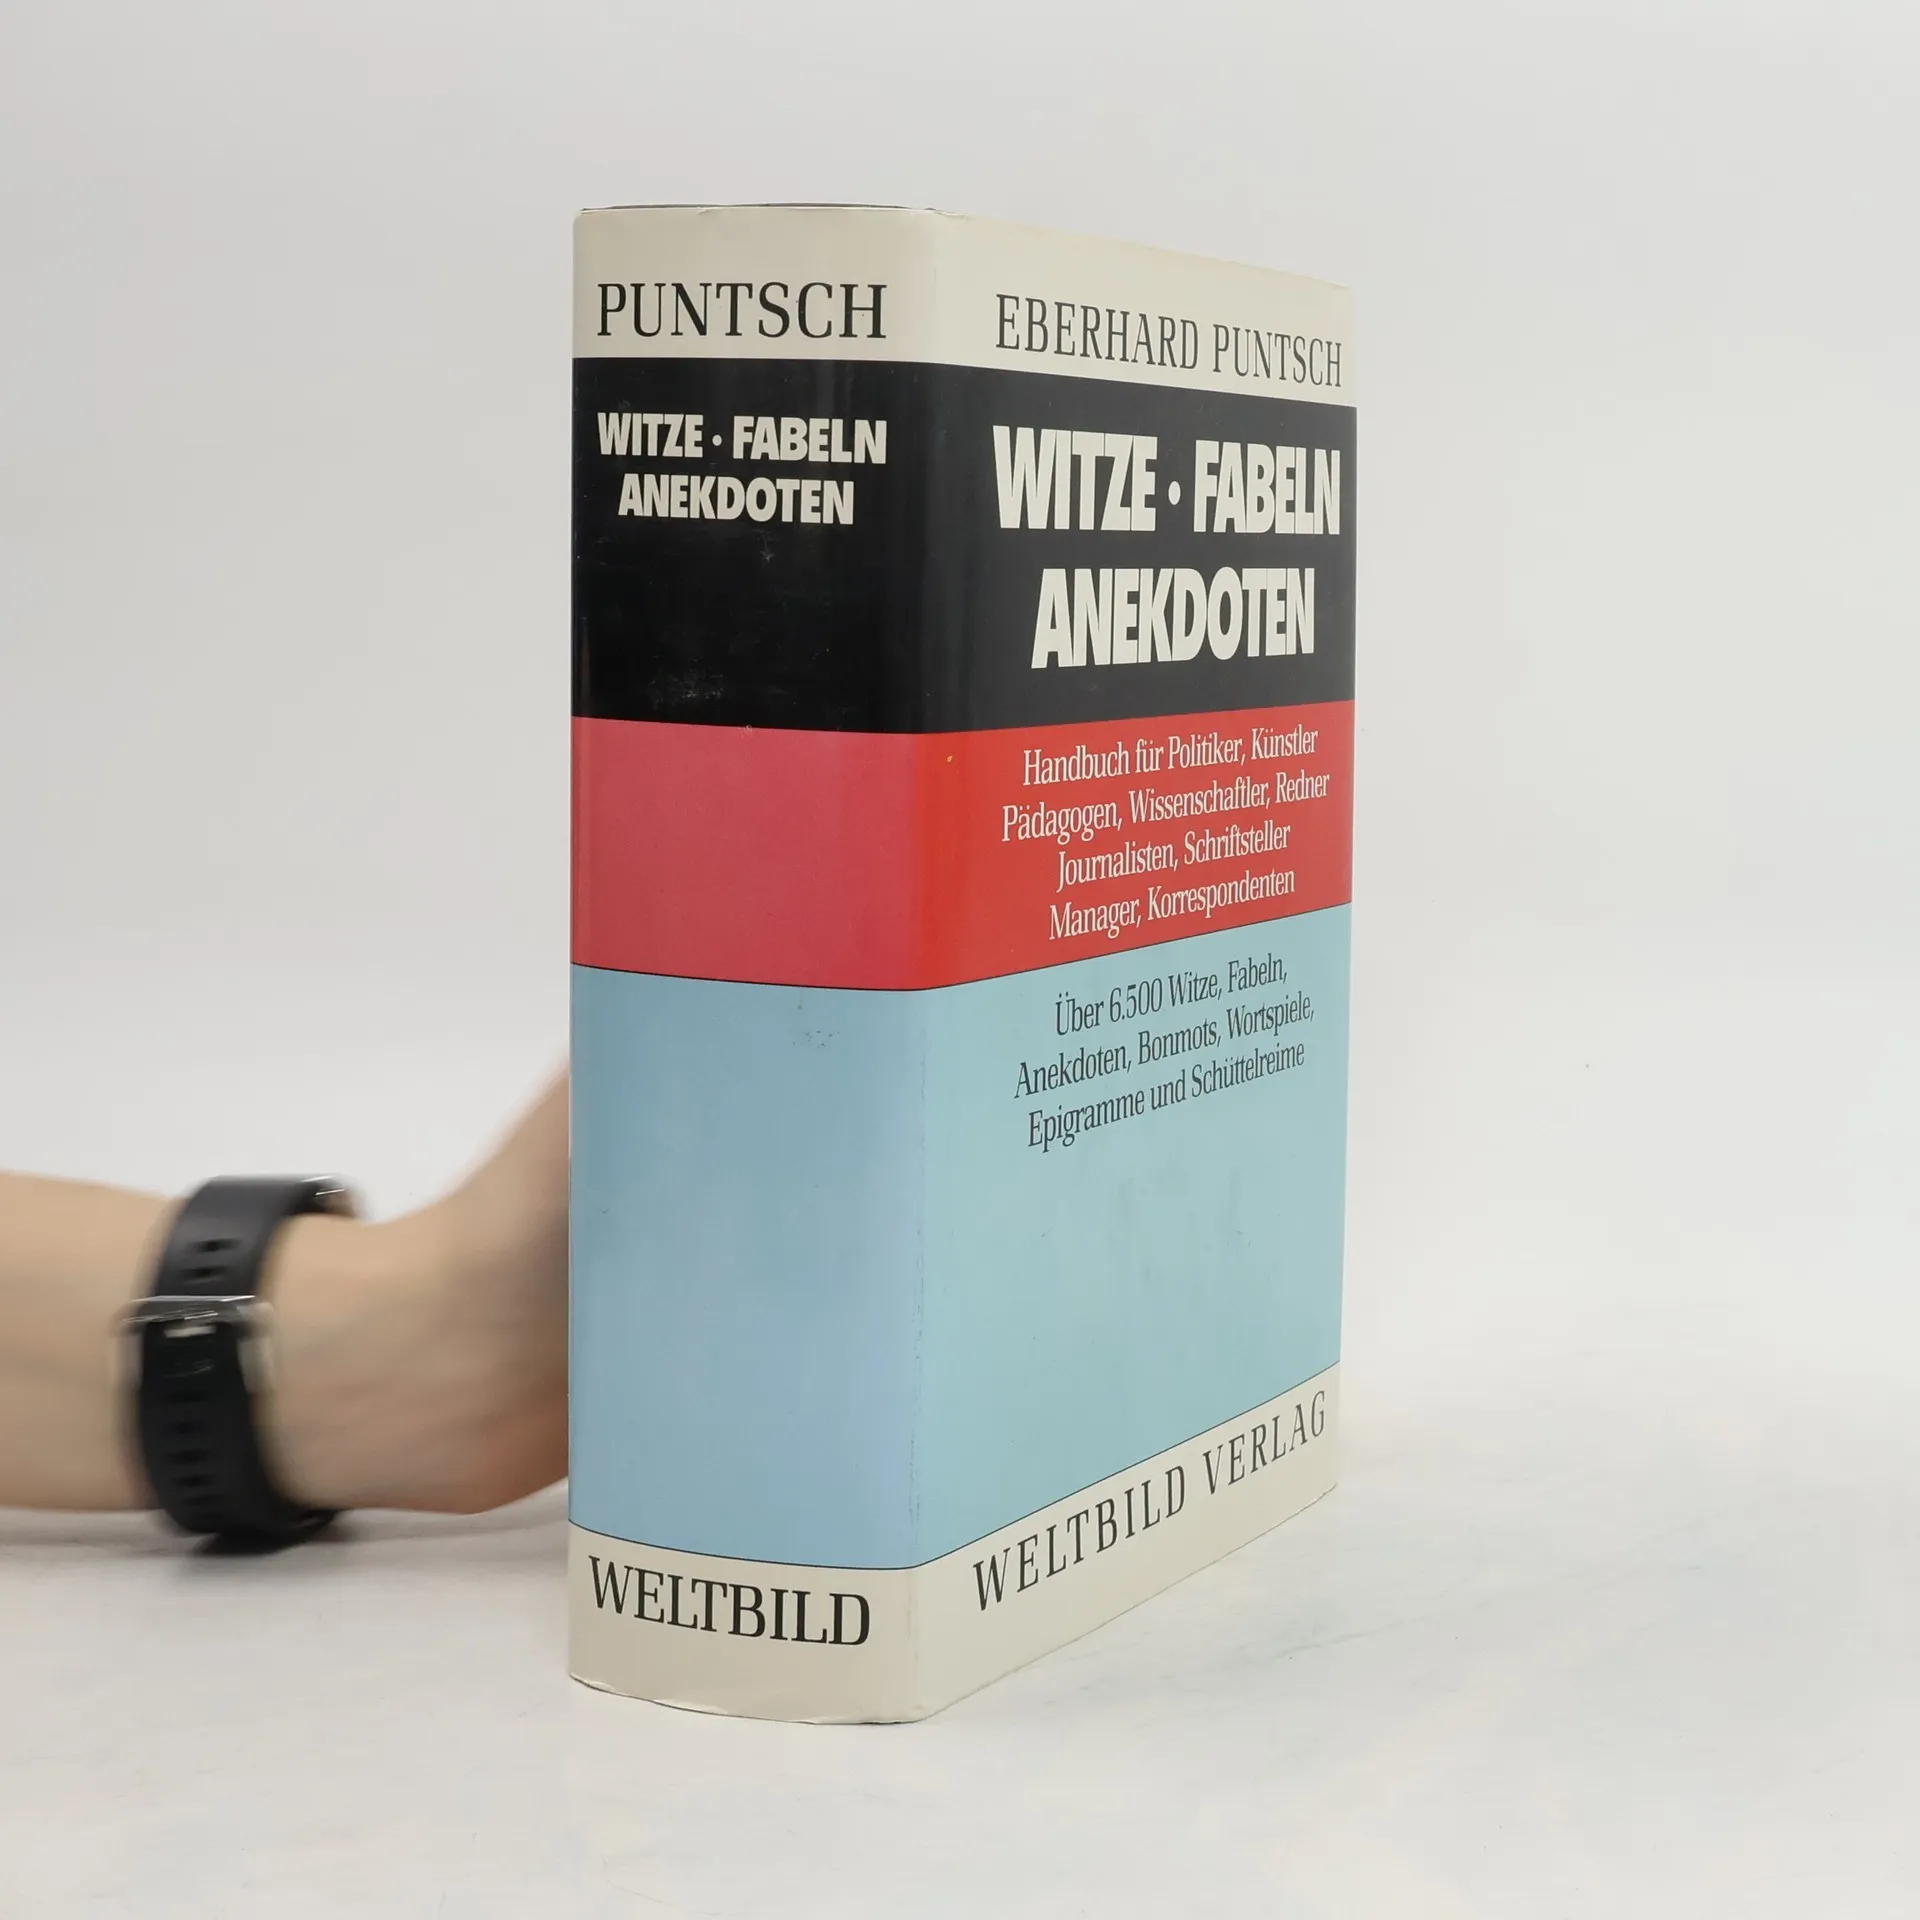 PUNTSCH
WITZE · FABELN
ANEKDOTEN
WELTBILD
EBERHARD PUNTSCH
WITZE · FABELN
ANEKDOTEN
Handbuch für Politiker, Künstler
Pädagogen, Wissenschaftler, Redner
Journalisten, Schriftsteller
Manager, Korrespondenten
Über 6.500 Witze, Fabeln,
Anekdoten, Bonmots, Wortspiele,
Epigramme und Schüttelreime
WELTBILD VERLAG